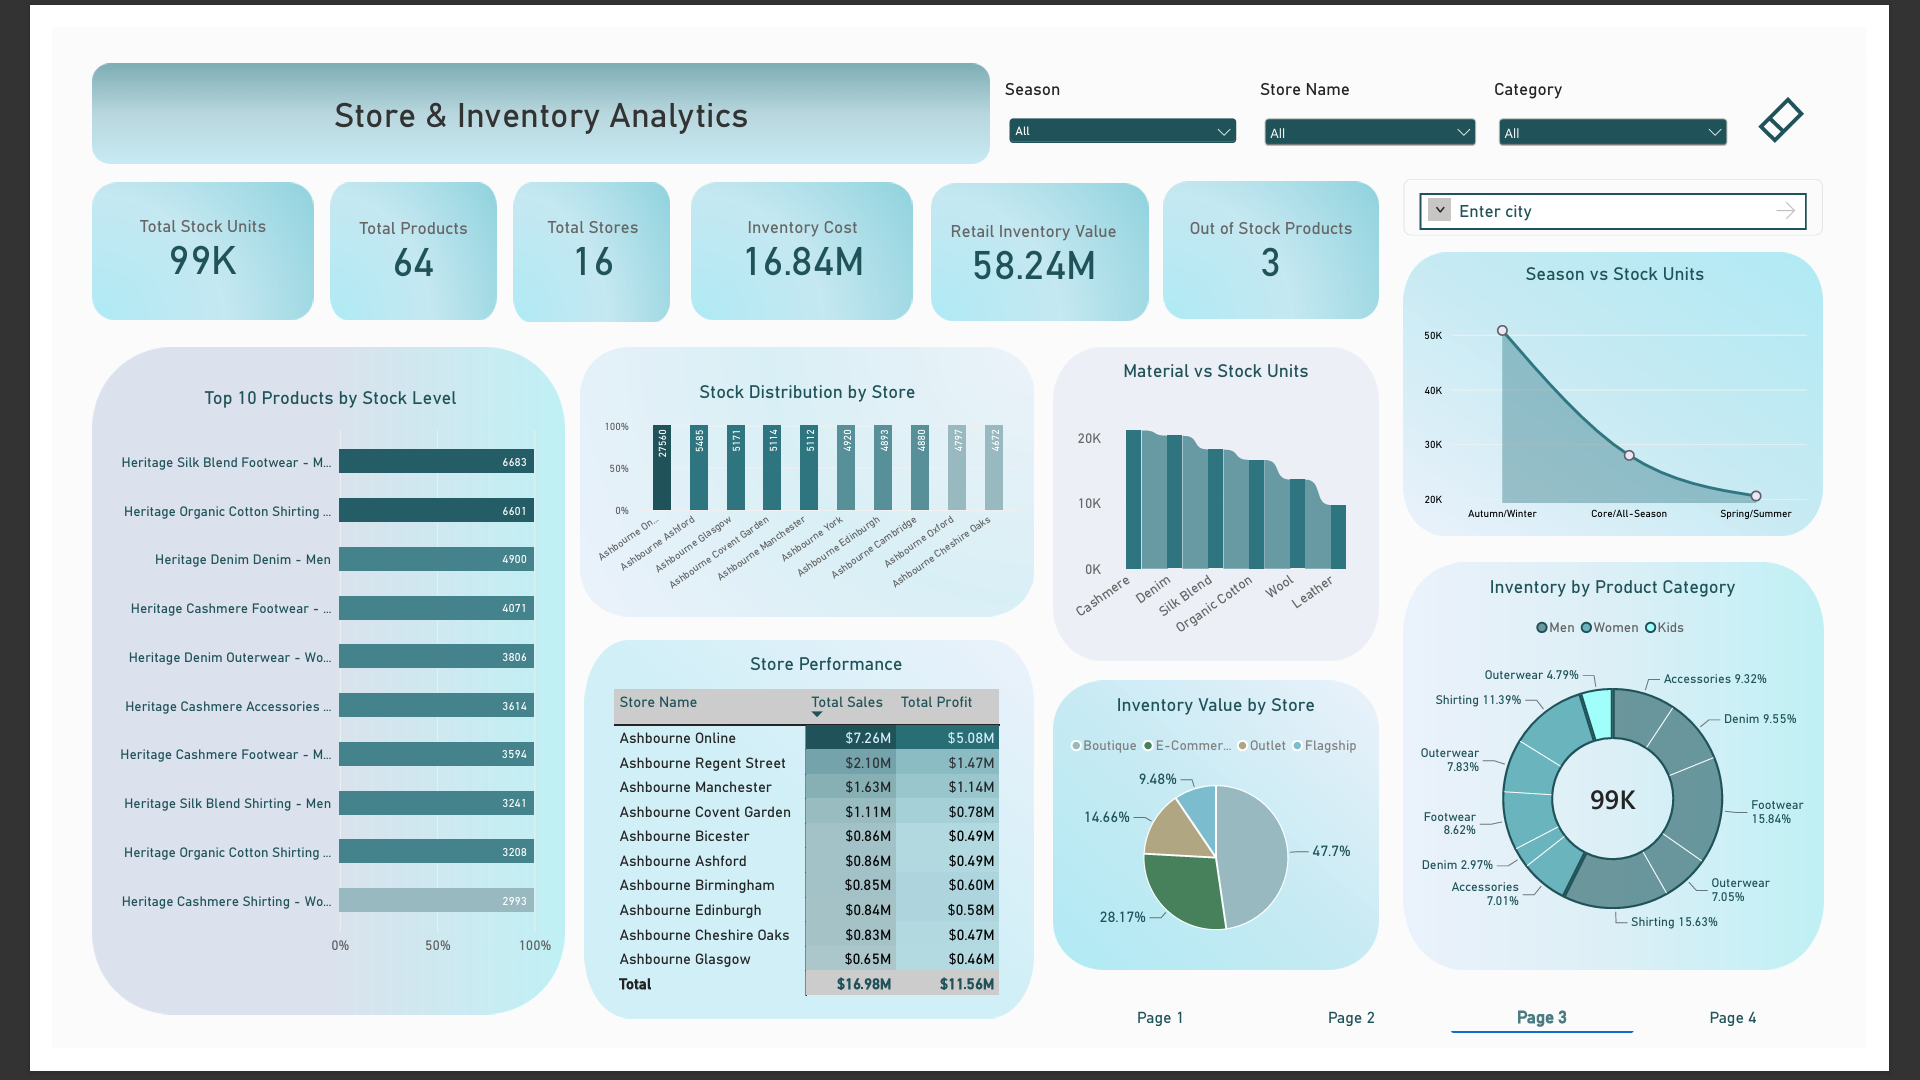 Store & Inventory Analytics
Season
All
Store Name
All
Category
All
Total Stock Units
99K
Total Products
64
Total Stores
16
Inventory Cost
16.84M
Retail Inventory Value
58.24M
Out of Stock Products
3
Enter city
Top 10 Products by Stock Level
Heritage Silk Blend Footwear - M... 6683
Heritage Organic Cotton Shirting ... 6601
Heritage Denim Denim - Men 4900
Heritage Cashmere Footwear - ... 4071
Heritage Denim Outerwear - Wo... 3806
Heritage Cashmere Accessories ... 3614
Heritage Cashmere Footwear - M... 3594
Heritage Silk Blend Shirting - Men 3241
Heritage Organic Cotton Shirting ... 3208
Heritage Cashmere Shirting - Wo... 2993
0% 50% 100%
Stock Distribution by Store
100%
50%
0%
27560 5485 5171 5114 5112 4920 4893 4880 4797 4672
Ashbourne On...
Ashbourne Ashford
Ashbourne Glasgow
Ashbourne Covent Garden
Ashbourne Manchester
Ashbourne York
Ashbourne Edinburgh
Ashbourne Cambridge
Ashbourne Oxford
Ashbourne Cheshire Oaks
Store Performance
Store Name Total Sales Total Profit
Ashbourne Online $7.26M $5.08M
Ashbourne Regent Street $2.10M $1.47M
Ashbourne Manchester $1.63M $1.14M
Ashbourne Covent Garden $1.11M $0.78M
Ashbourne Bicester $0.86M $0.49M
Ashbourne Ashford $0.86M $0.49M
Ashbourne Birmingham $0.85M $0.60M
Ashbourne Edinburgh $0.84M $0.58M
Ashbourne Cheshire Oaks $0.83M $0.47M
Ashbourne Glasgow $0.65M $0.46M
Total $16.98M $11.56M
Material vs Stock Units
20K
10K
0K
Cashmere
Denim
Silk Blend
Organic Cotton
Wool
Leather
Inventory Value by Store
Boutique E-Commer... Outlet Flagship
9.48%
14.66%
47.7%
28.17%
Season vs Stock Units
50K
40K
30K
20K
Autumn/Winter Core/All-Season Spring/Summer
Inventory by Product Category
Men Women Kids
Outerwear 4.79%
Accessories 9.32%
Shirting 11.39%
Denim 9.55%
Outerwear
7.83%
Footwear
15.84%
99K
Footwear
8.62%
Denim 2.97%
Accessories
7.01%
Outerwear
7.05%
Shirting 15.63%
Page 1 Page 2 Page 3 Page 4